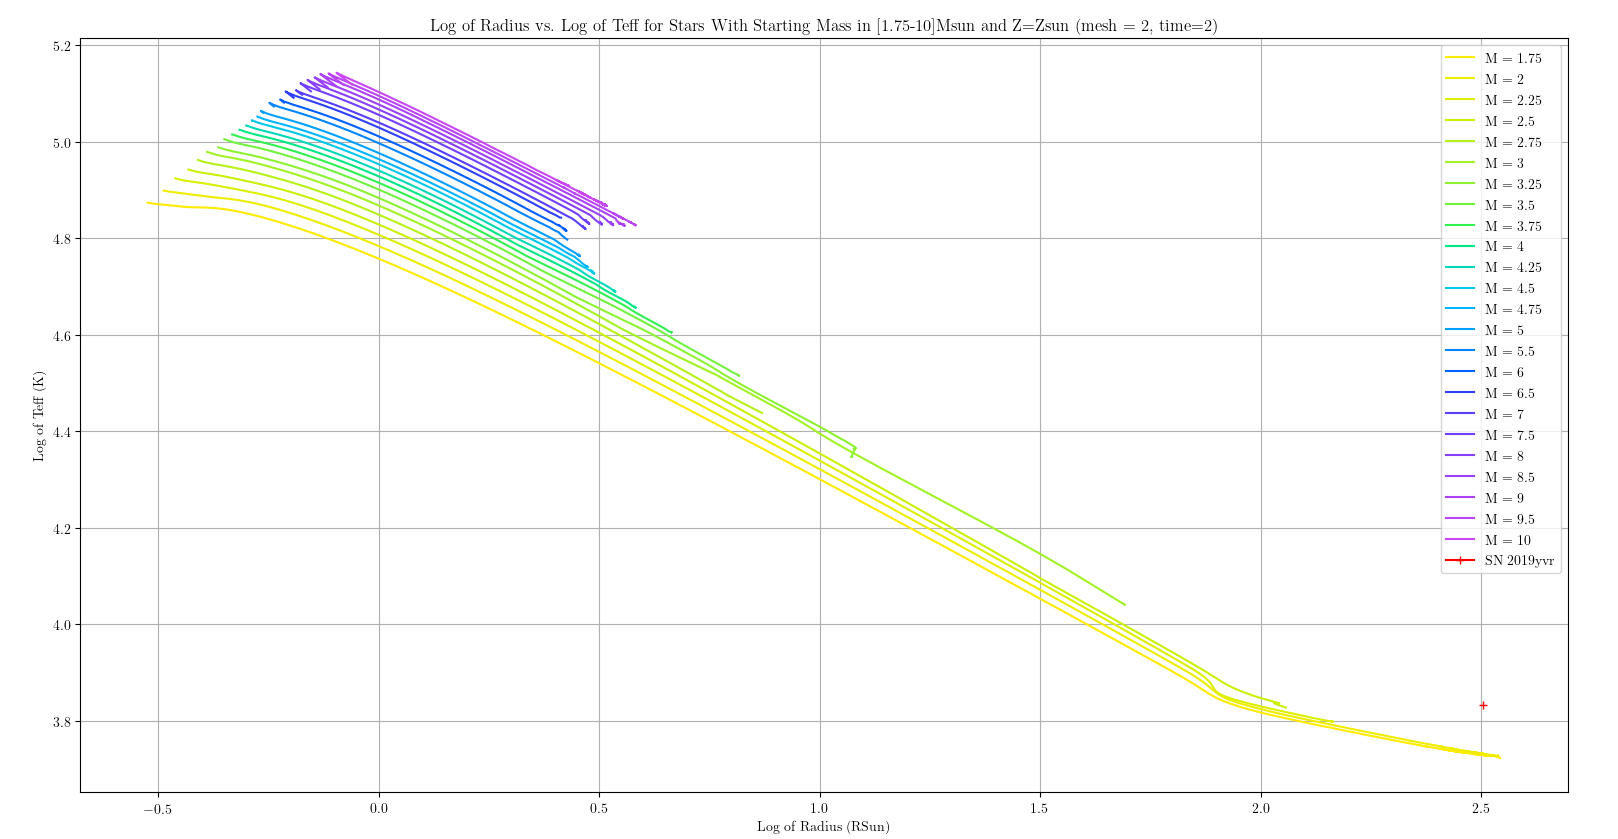 Log of Radius vs. Log of Teff for Stars With Starting Mass in [1.75-10]Msun and Z=Zsun (mesh = 2, time=2)
5.2
5.0
4.8
4.6
4.4
4.2
4.0
3.8
Log of Teff (K)
M = 1.75
M = 2
M = 2.25
M = 2.5
M = 2.75
M = 3
M = 3.25
M = 3.5
M = 3.75
M = 4
M = 4.25
M = 4.5
M = 4.75
M = 5
M = 5.5
M = 6
M = 6.5
M = 7
M = 7.5
M = 8
M = 8.5
M = 9
M = 9.5
M = 10
SN 2019yvr
−0.5 0.0 0.5 1.0 1.5 2.0 2.5
Log of Radius (RSun)